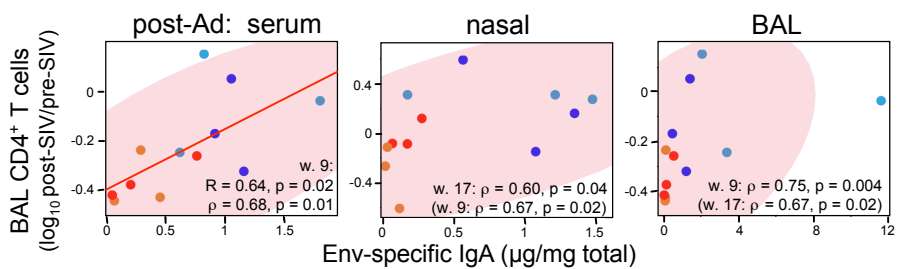 post-Ad: serum
nasal
BAL
BAL CD4⁺ T cells
(log₁₀ post-SIV/pre-SIV)
0
-0.2
-0.4
0
0.5
1
1.5
w. 9:
R = 0.64, p = 0.02
ρ = 0.68, p = 0.01
0.4
0
-0.4
0
0.5
1
1.5
w. 17: ρ = 0.60, p = 0.04
(w. 9: ρ = 0.67, p = 0.02)
0
-0.2
-0.4
0
4
8
12
w. 9: ρ = 0.75, p = 0.004
(w. 17: ρ = 0.67, p = 0.02)
Env-specific IgA (µg/mg total)